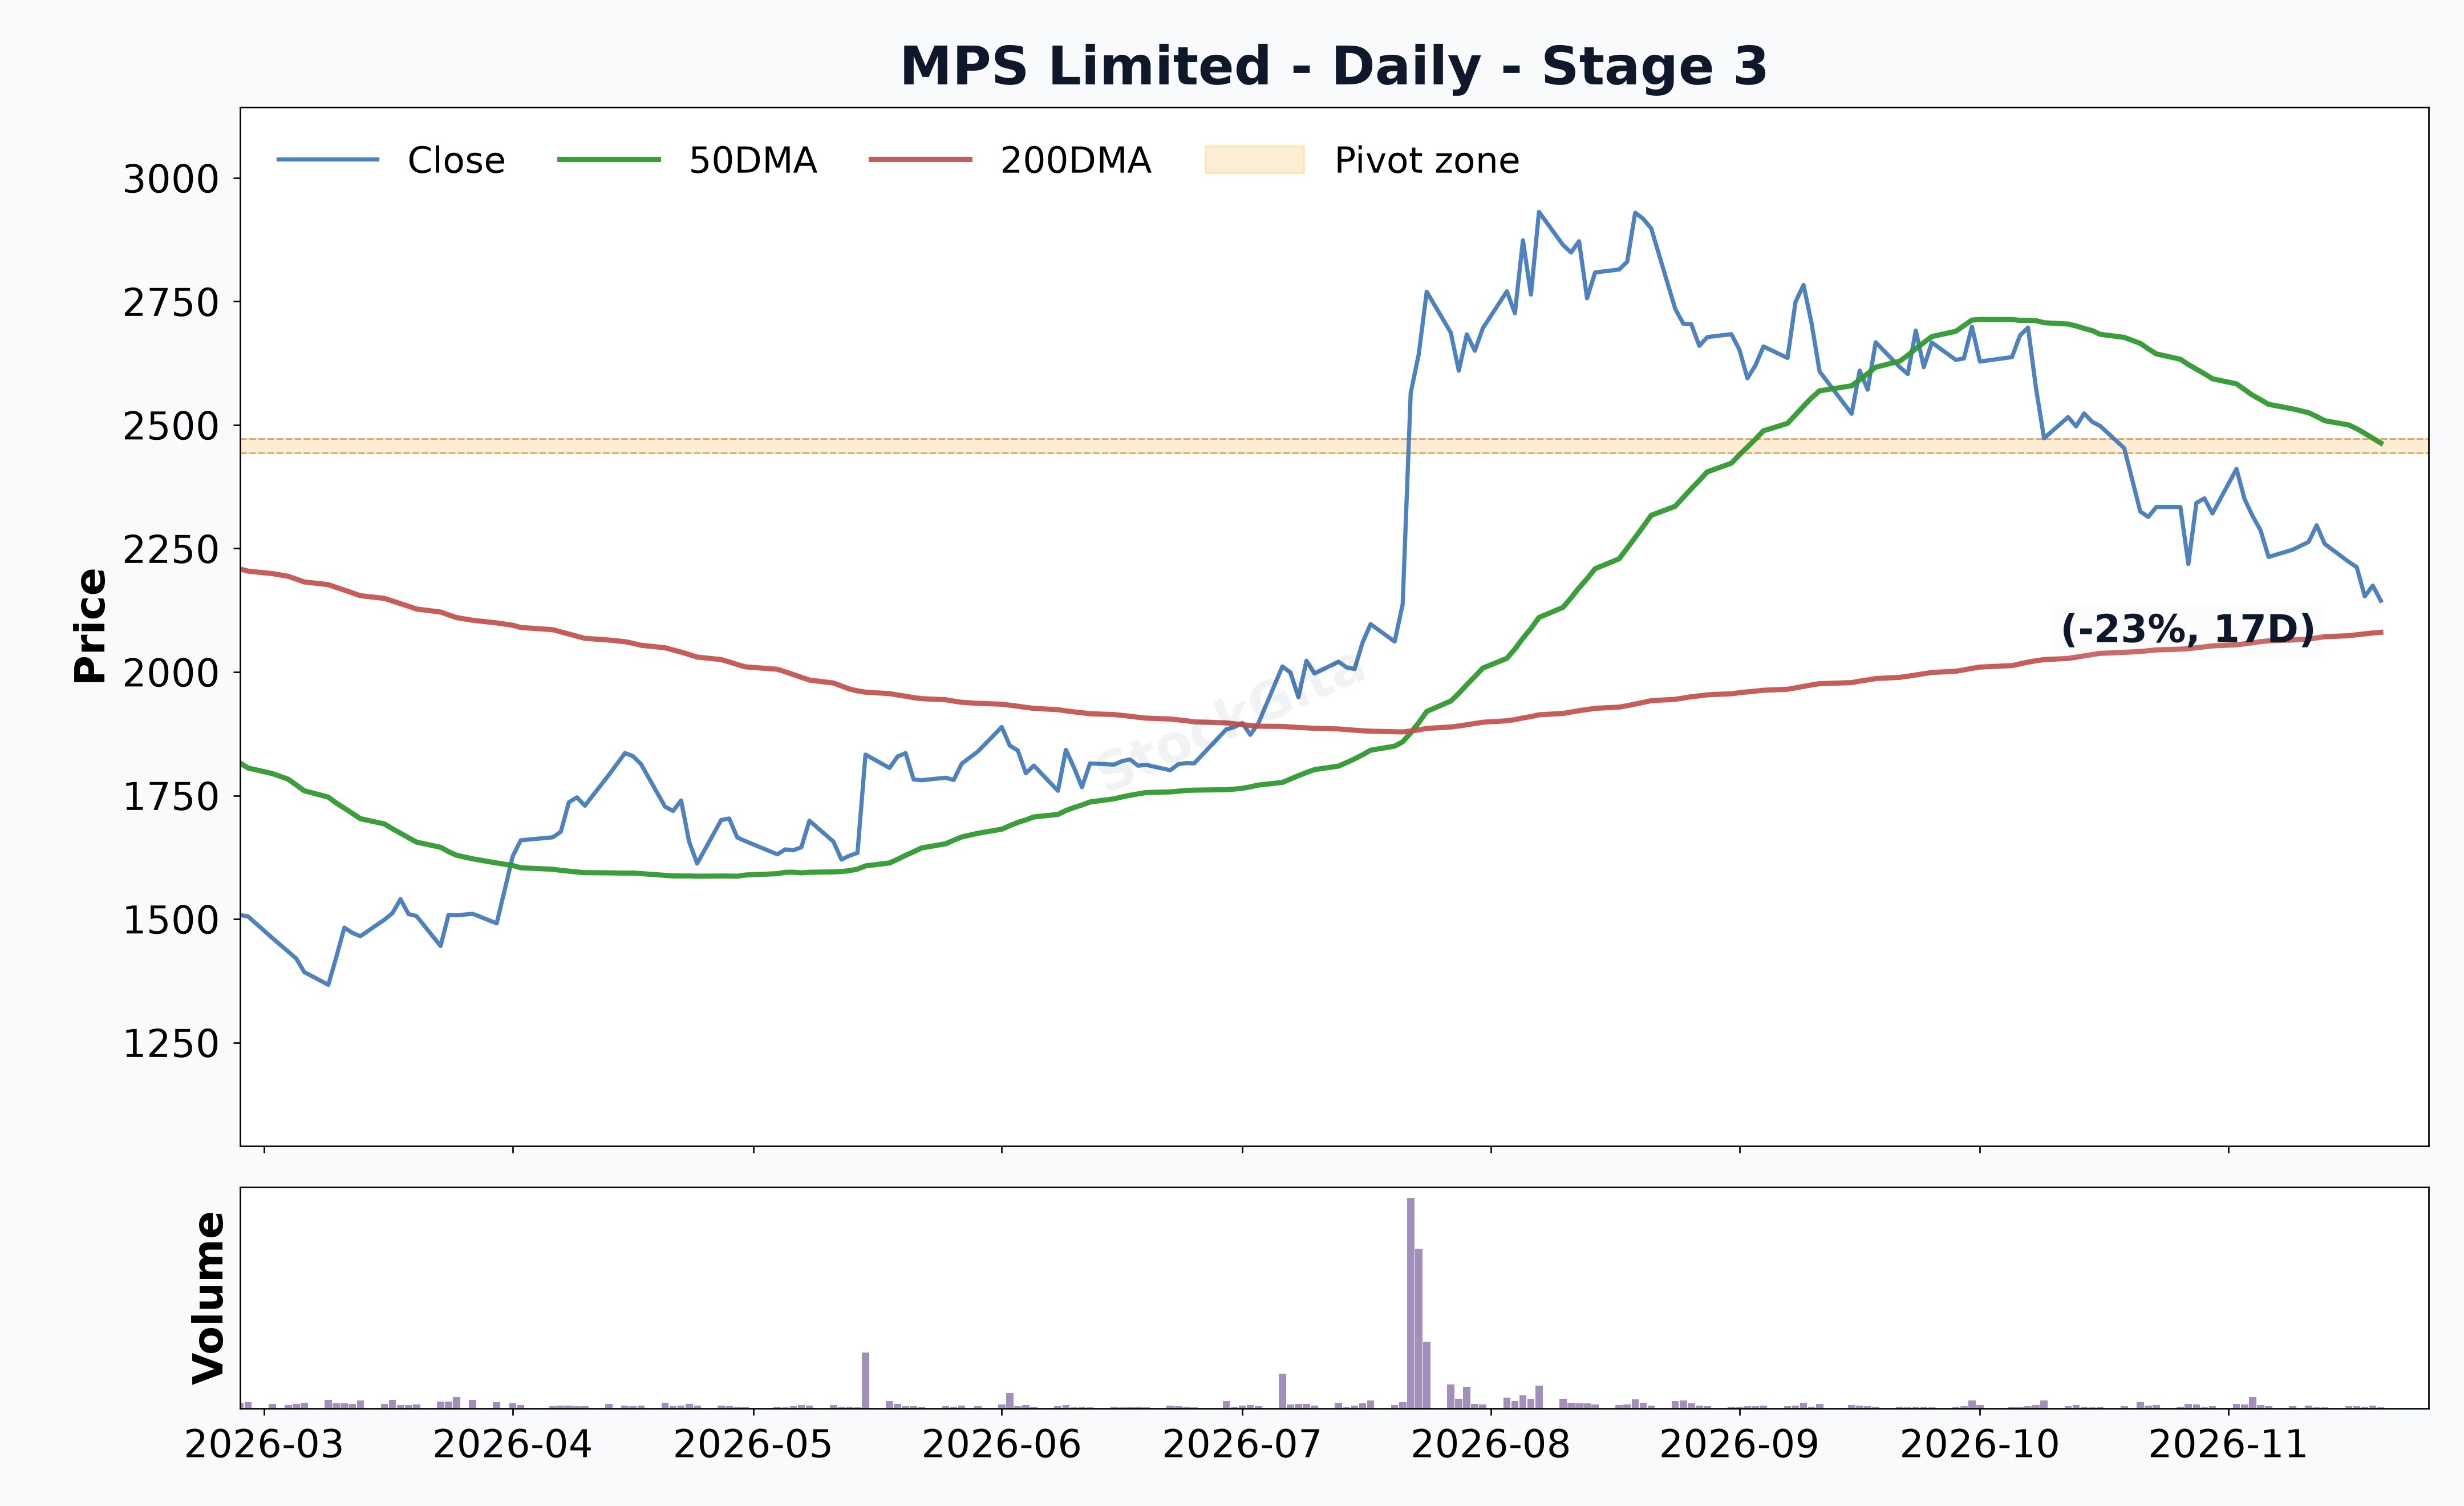 MPS Limited - Daily - Stage 3
Close 50DMA 200DMA Pivot zone
Price
3000
2750
2500
2250
2000
1750
1500
1250
(-23%, 17D)
StockGita
Volume
2026-03 2026-04 2026-05 2026-06 2026-07 2026-08 2026-09 2026-10 2026-11